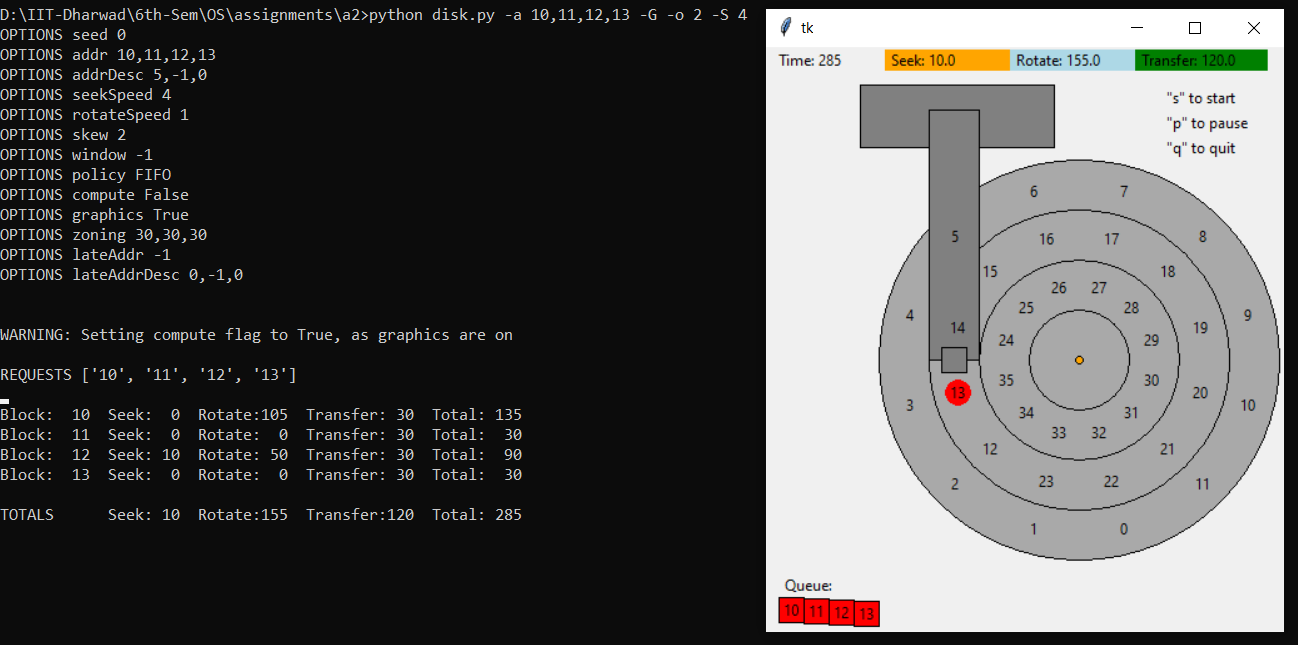 D:\IIT-Dharwad\6th-Sem\OS\assignments\a2>python disk.py -a 10,11,12,13 -G -o 2 -S 4
OPTIONS seed 0
OPTIONS addr 10,11,12,13
OPTIONS addrDesc 5,-1,0
OPTIONS seekSpeed 4
OPTIONS rotateSpeed 1
OPTIONS skew 2
OPTIONS window -1
OPTIONS policy FIFO
OPTIONS compute False
OPTIONS graphics True
OPTIONS zoning 30,30,30
OPTIONS lateAddr -1
OPTIONS lateAddrDesc 0,-1,0
WARNING: Setting compute flag to True, as graphics are on
REQUESTS ['10', '11', '12', '13']
Block:  10  Seek:  0  Rotate:105  Transfer: 30  Total: 135
Block:  11  Seek:  0  Rotate:  0  Transfer: 30  Total:  30
Block:  12  Seek: 10  Rotate: 50  Transfer: 30  Total:  90
Block:  13  Seek:  0  Rotate:  0  Transfer: 30  Total:  30
TOTALS      Seek: 10  Rotate:155  Transfer:120  Total: 285
tk
Time: 285 Seek: 10.0 Rotate: 155.0 Transfer: 120.0
"s" to start
"p" to pause
"q" to quit
6 7
5 16 17 8
15 18
26 27
25 28
4 14 24 29 19 9
35 30
13 20
3 34 31 10
33 32
12 21
2 23 22 11
1 0
Queue:
10 11 12 13